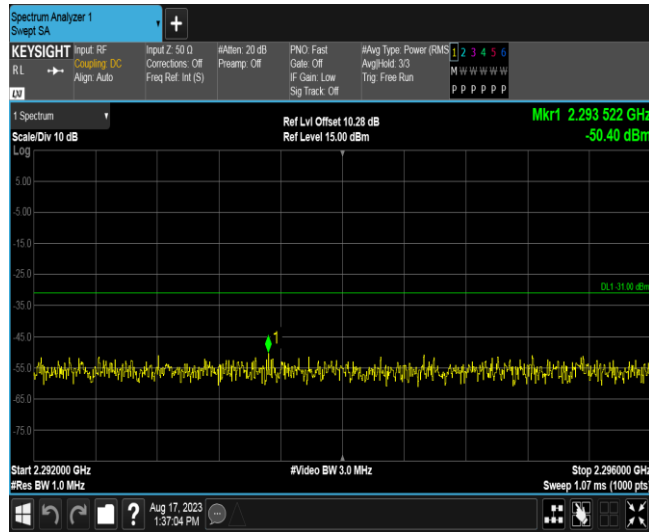 Spectrum Analyzer 1
Swept SA
+
KEYSIGHT
RL
LXI
Input: RF
Coupling: DC
Align: Auto
Input Z: 50 Ω
Corrections: Off
Freq Ref: Int (S)
#Atten: 20 dB
Preamp: Off
PNO: Fast
Gate: Off
IF Gain: Low
Sig Track: Off
#Avg Type: Power (RMS
Avg|Hold: 3/3
Trig: Free Run
1 2 3 4 5 6
M W W W W W
P P P P P P
1 Spectrum
Scale/Div 10 dB
Log
Ref Lvl Offset 10.28 dB
Ref Level 15.00 dBm
Mkr1 2.293 522 GHz
-50.40 dBm
5.00
-5.00
-15.0
-25.0
DL1 -31.00 dBm
-35.0
-45.0
1
-55.0
-65.0
-75.0
Start 2.292000 GHz
#Res BW 1.0 MHz
#Video BW 3.0 MHz
Stop 2.296000 GHz
Sweep 1.07 ms (1000 pts)
?
Aug 17, 2023
1:37:04 PM